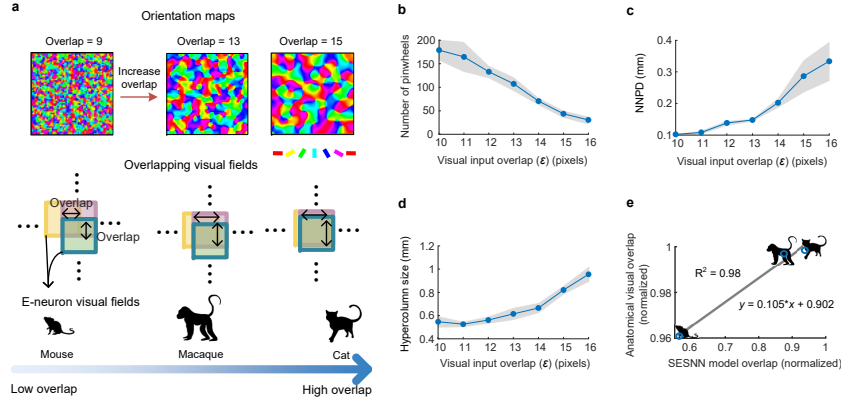 a
Orientation maps
Overlap = 9
Overlap = 13
Overlap = 15
Increase
overlap
Overlapping visual fields
Overlap
Overlap
E-neuron visual fields
Mouse
Macaque
Cat
Low overlap
High overlap
b
Number of pinwheels
200
150
100
50
0
10 11 12 13 14 15 16
Visual input overlap (ε) (pixels)
c
NNPD (mm)
0.4
0.3
0.2
0.10
10 11 12 13 14 15 16
Visual input overlap (ε) (pixels)
d
Hypercolumn size (mm)
1.2
1
0.8
0.6
0.4
10 11 12 13 14 15 16
Visual input overlap (ε) (pixels)
e
Anatomical visual overlap
(normalized)
1
0.98
0.96
R² = 0.98
y = 0.105*x + 0.902
0.6 0.7 0.8 0.9 1
SESNN model overlap (normalized)